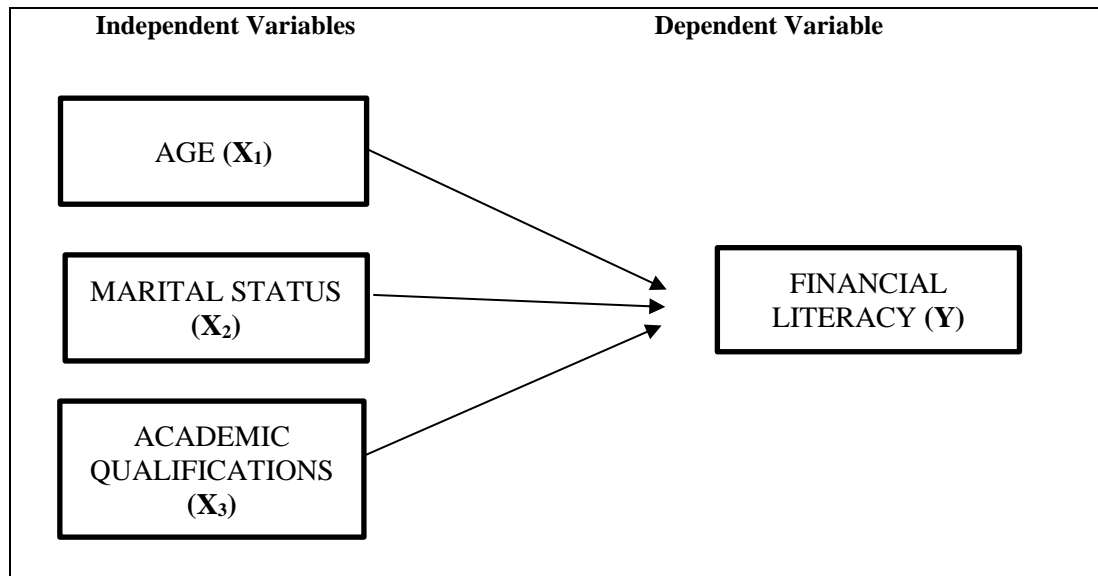 Independent Variables
Dependent Variable
AGE (X₁)
MARITAL STATUS
(X₂)
ACADEMIC
QUALIFICATIONS
(X₃)
FINANCIAL
LITERACY (Y)